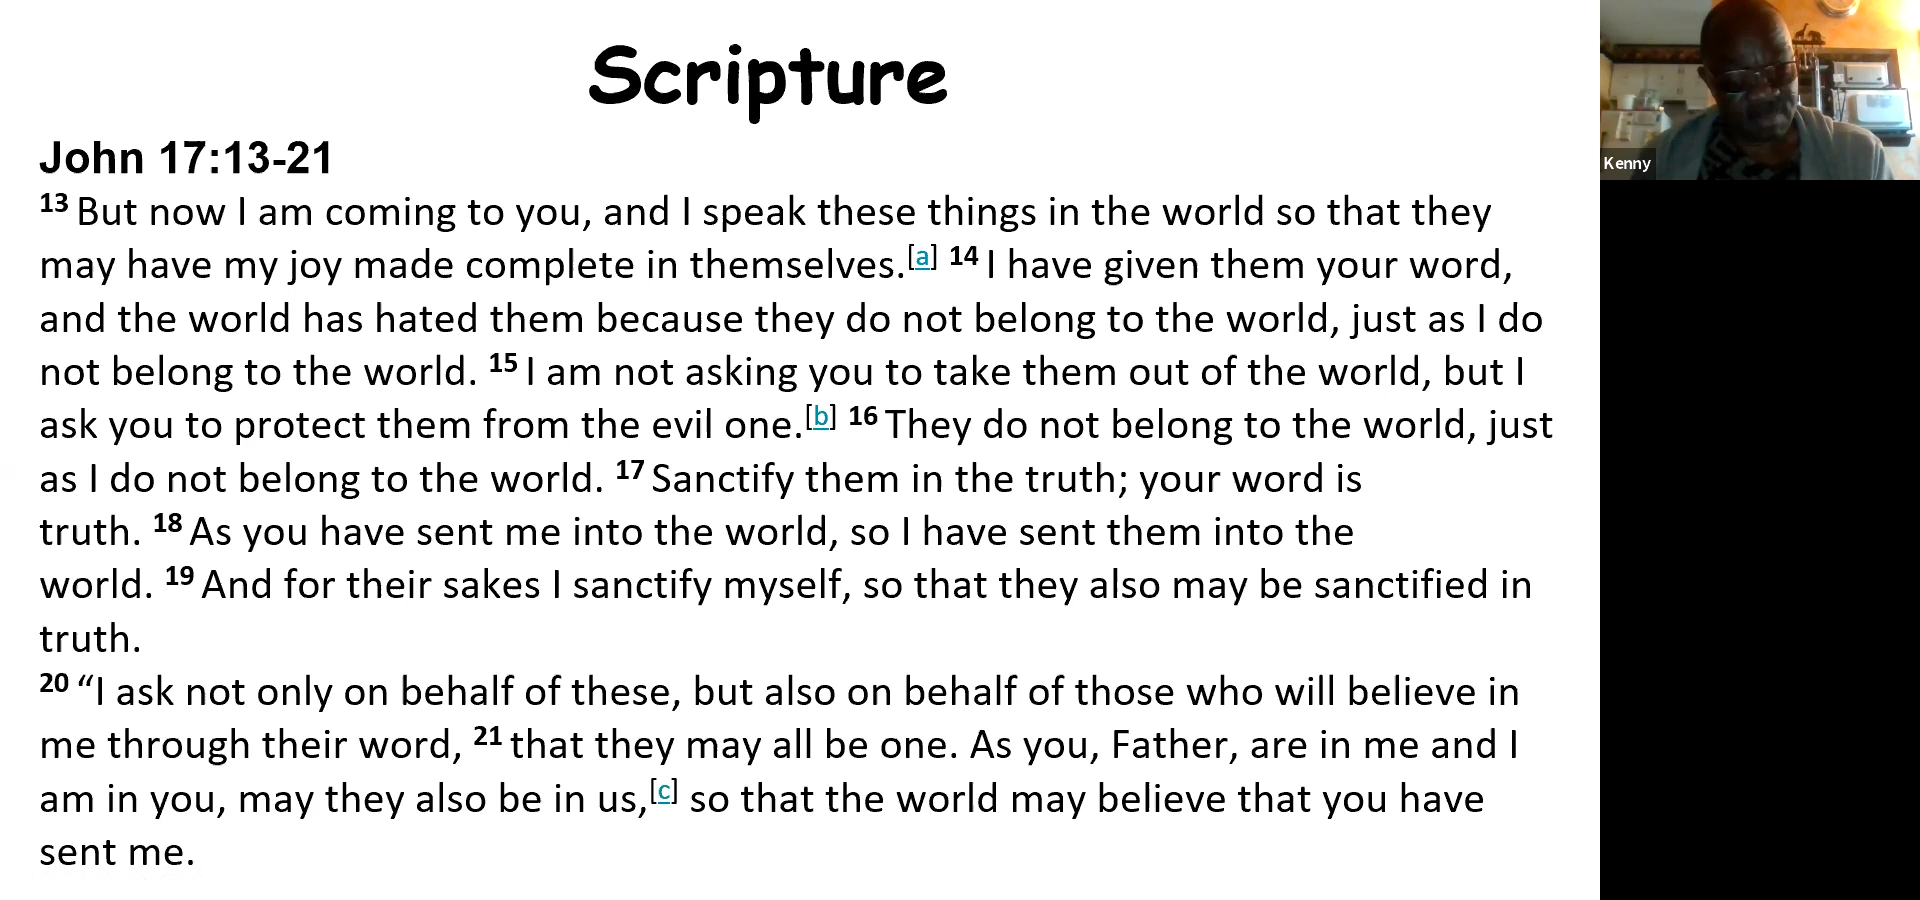 Scripture
John 17:13-21
13 But now I am coming to you, and I speak these things in the world so that they
may have my joy made complete in themselves.[a] 14 I have given them your word,
and the world has hated them because they do not belong to the world, just as I do
not belong to the world. 15 I am not asking you to take them out of the world, but I
ask you to protect them from the evil one.[b] 16 They do not belong to the world, just
as I do not belong to the world. 17 Sanctify them in the truth; your word is
truth. 18 As you have sent me into the world, so I have sent them into the
world. 19 And for their sakes I sanctify myself, so that they also may be sanctified in
truth.
20 “I ask not only on behalf of these, but also on behalf of those who will believe in
me through their word, 21 that they may all be one. As you, Father, are in me and I
am in you, may they also be in us,[c] so that the world may believe that you have
sent me.
Kenny